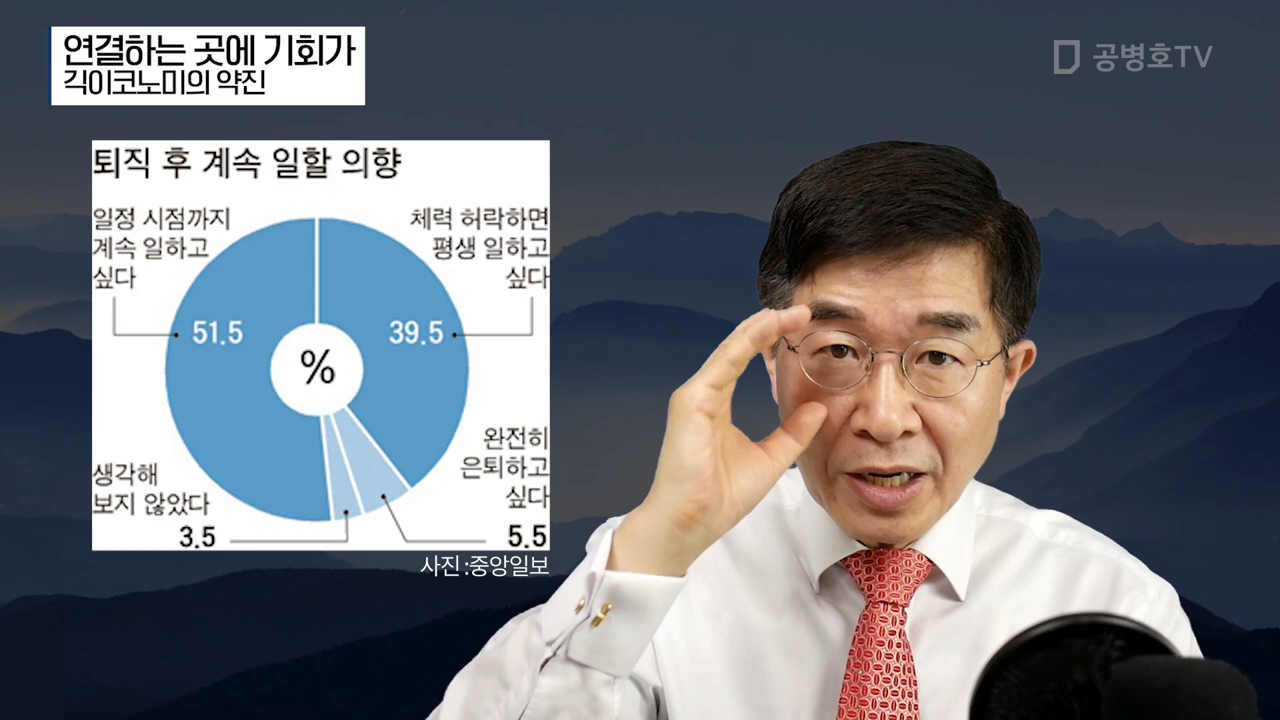 연결하는 곳에 기회가
긱이코노미의 약진
공병호TV
퇴직 후 계속 일할 의향
일정 시점까지
계속 일하고
싶다
51.5
체력 허락하면
평생 일하고
싶다
39.5
%
생각해
보지 않았다
3.5
완전히
은퇴하고
싶다
5.5
사진:중앙일보